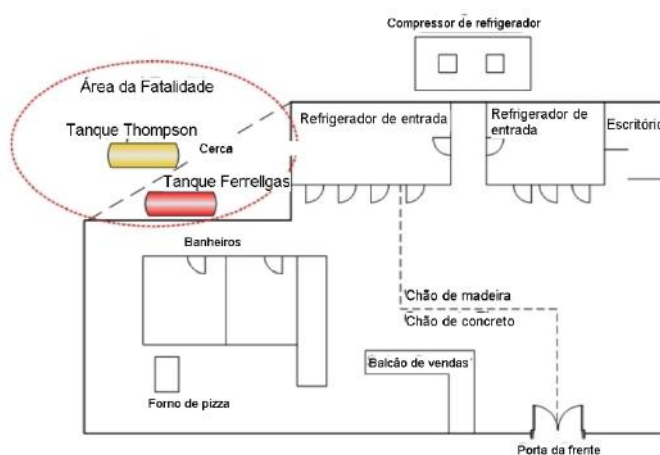 Compressor de refrigerador
Área da Fatalidade
Tanque Thompson
Cerca
Refrigerador de entrada
Refrigerador de
entrada
Escritório
Tanque Ferrellgas
Banheiros
Chão de madeira
Chão de concreto
Balcão de vendas
Forno de pizza
Porta da frente